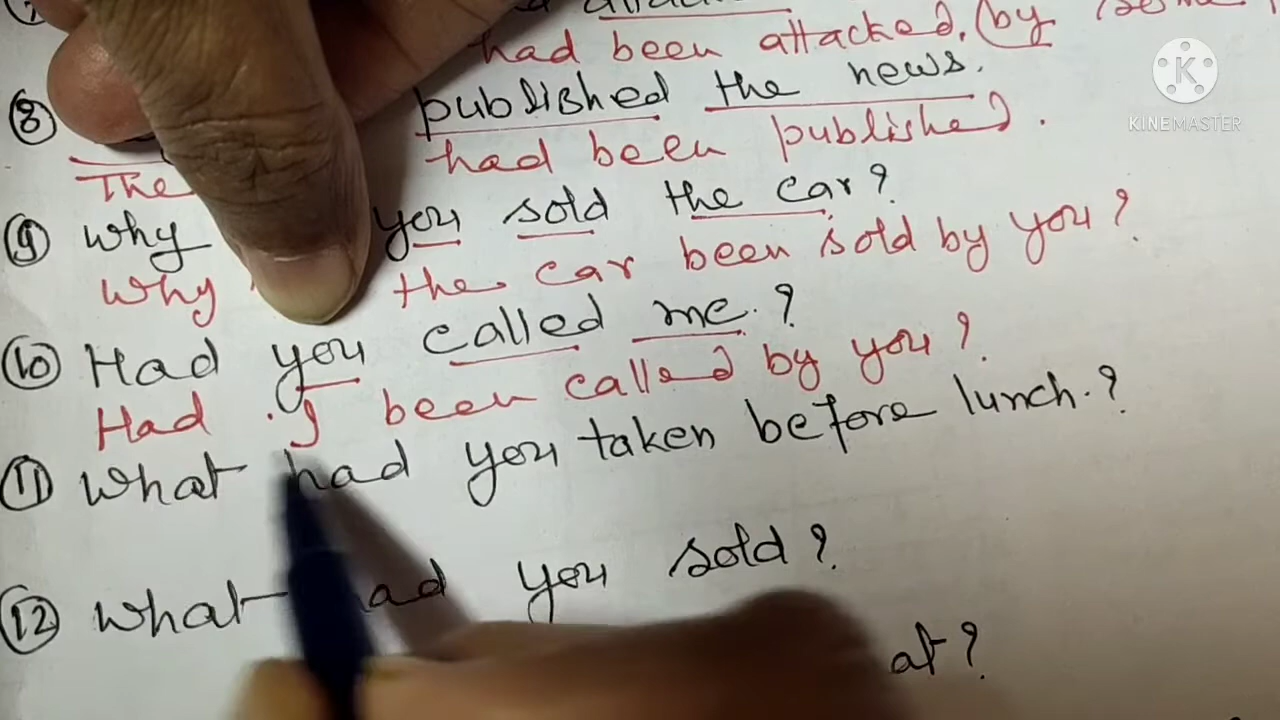 had been attacked. (by
8 published the news.
The had been published.
9 Why you sold the car?
Why the car been sold by you?
10 Had you called me.?
Had I been called by you?
11 What had you taken before lunch.?
12 What had you sold?
at?
K
KINEMASTER